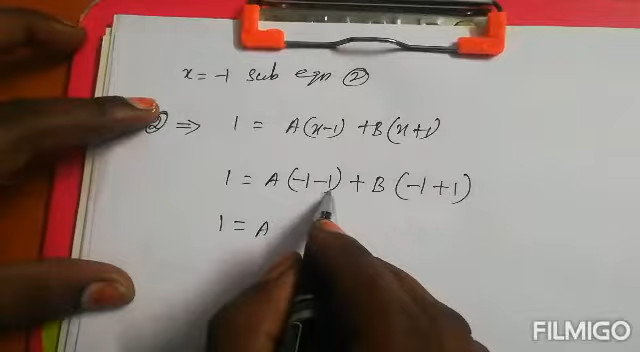 x = -1 sub eqn ②
② ⇒ 1 = A(x-1) + B(x+1)
1 = A(-1-1) + B(-1+1)
1 = A
FILMIGO